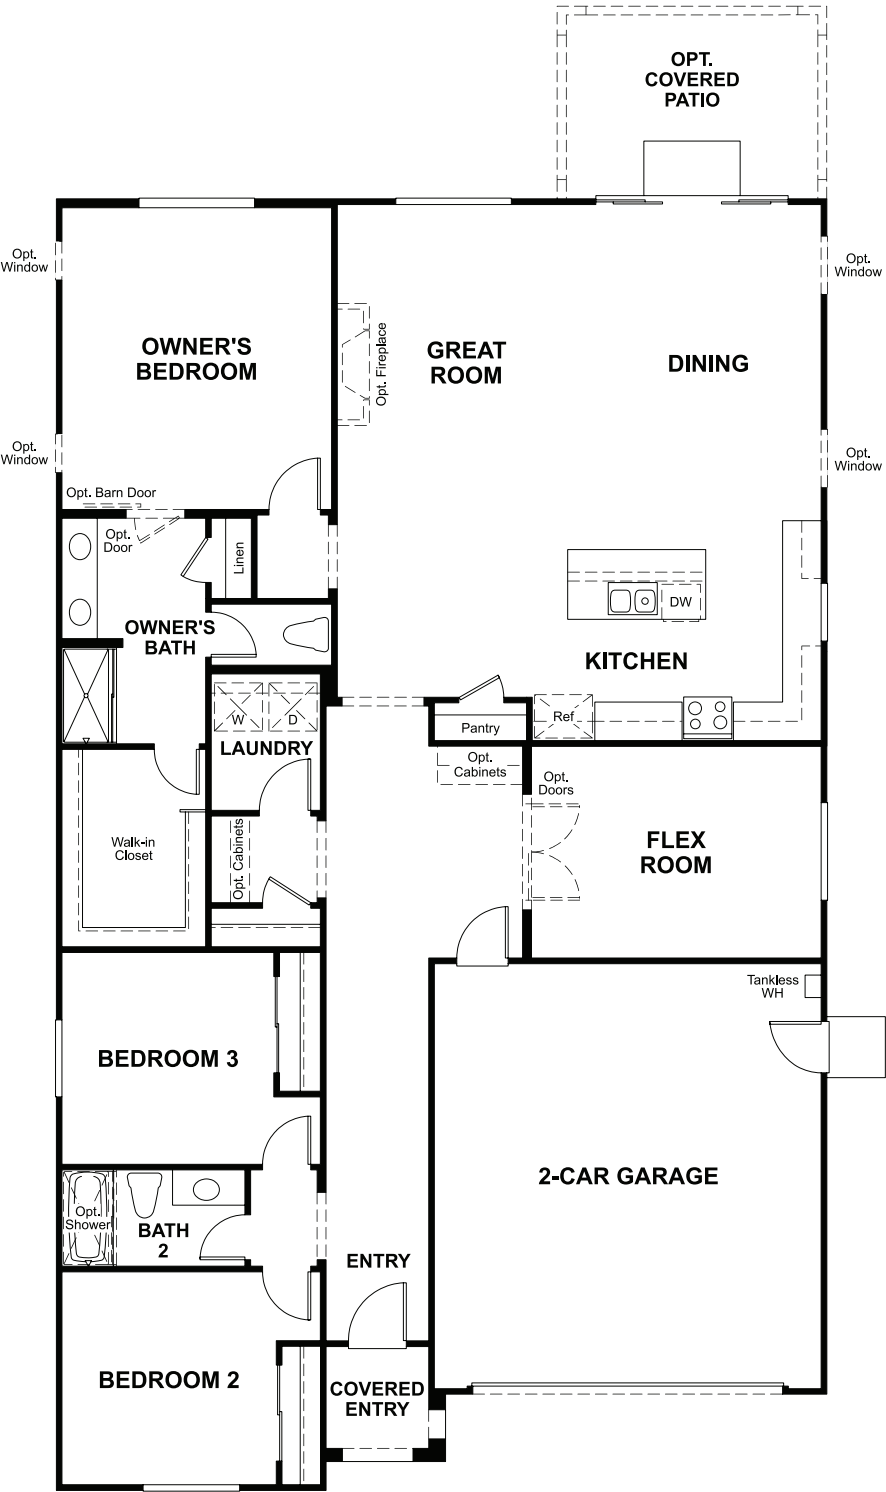 OPT.
COVERED
PATIO
Opt.
Window
Opt.
Window
OWNER'S
BEDROOM
Opt. Fireplace
GREAT
ROOM
DINING
Opt.
Window
Opt.
Window
Opt. Barn Door
Opt.
Door
Linen
OWNER'S
BATH
DW
KITCHEN
W
D
LAUNDRY
Pantry
Ref
Opt.
Cabinets
Opt.
Doors
Walk-in
Closet
Opt. Cabinets
FLEX
ROOM
Tankless
WH
BEDROOM 3
2-CAR GARAGE
Opt.
Shower
BATH
2
ENTRY
BEDROOM 2
COVERED
ENTRY